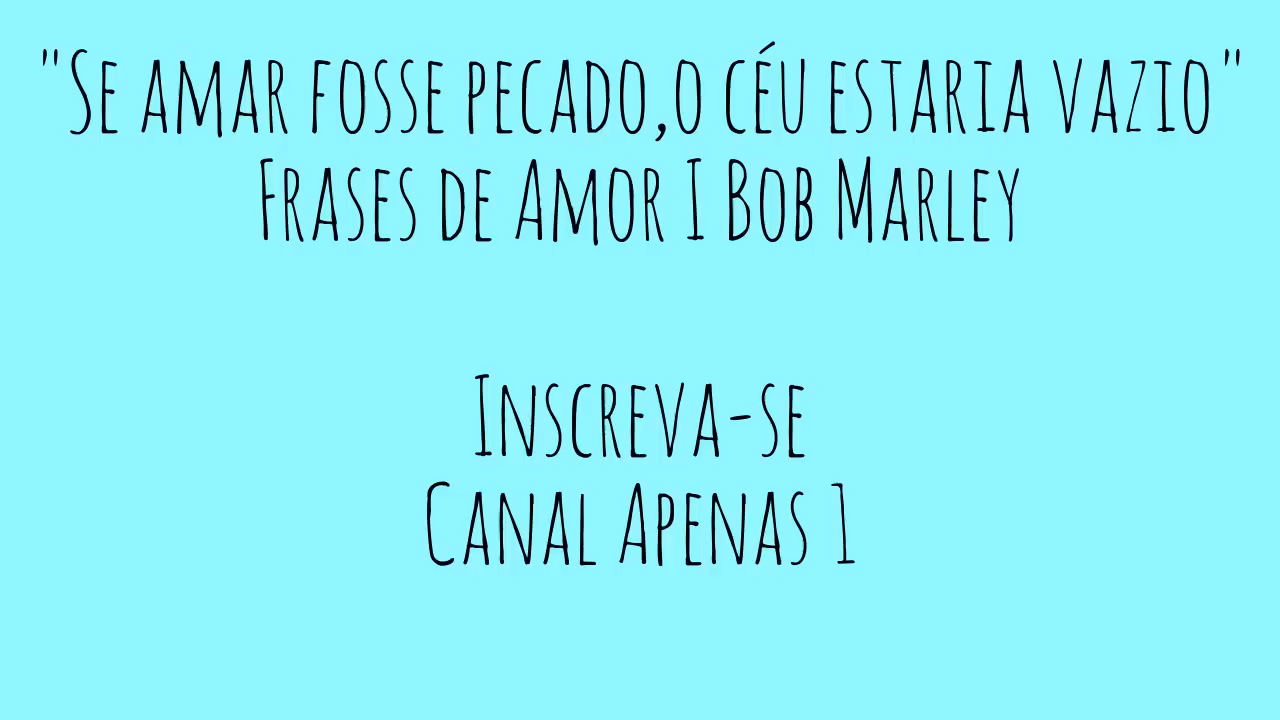 "Se amar fosse pecado,o céu estaria vazio"
Frases de Amor I Bob Marley
Inscreva-se
Canal Apenas 1